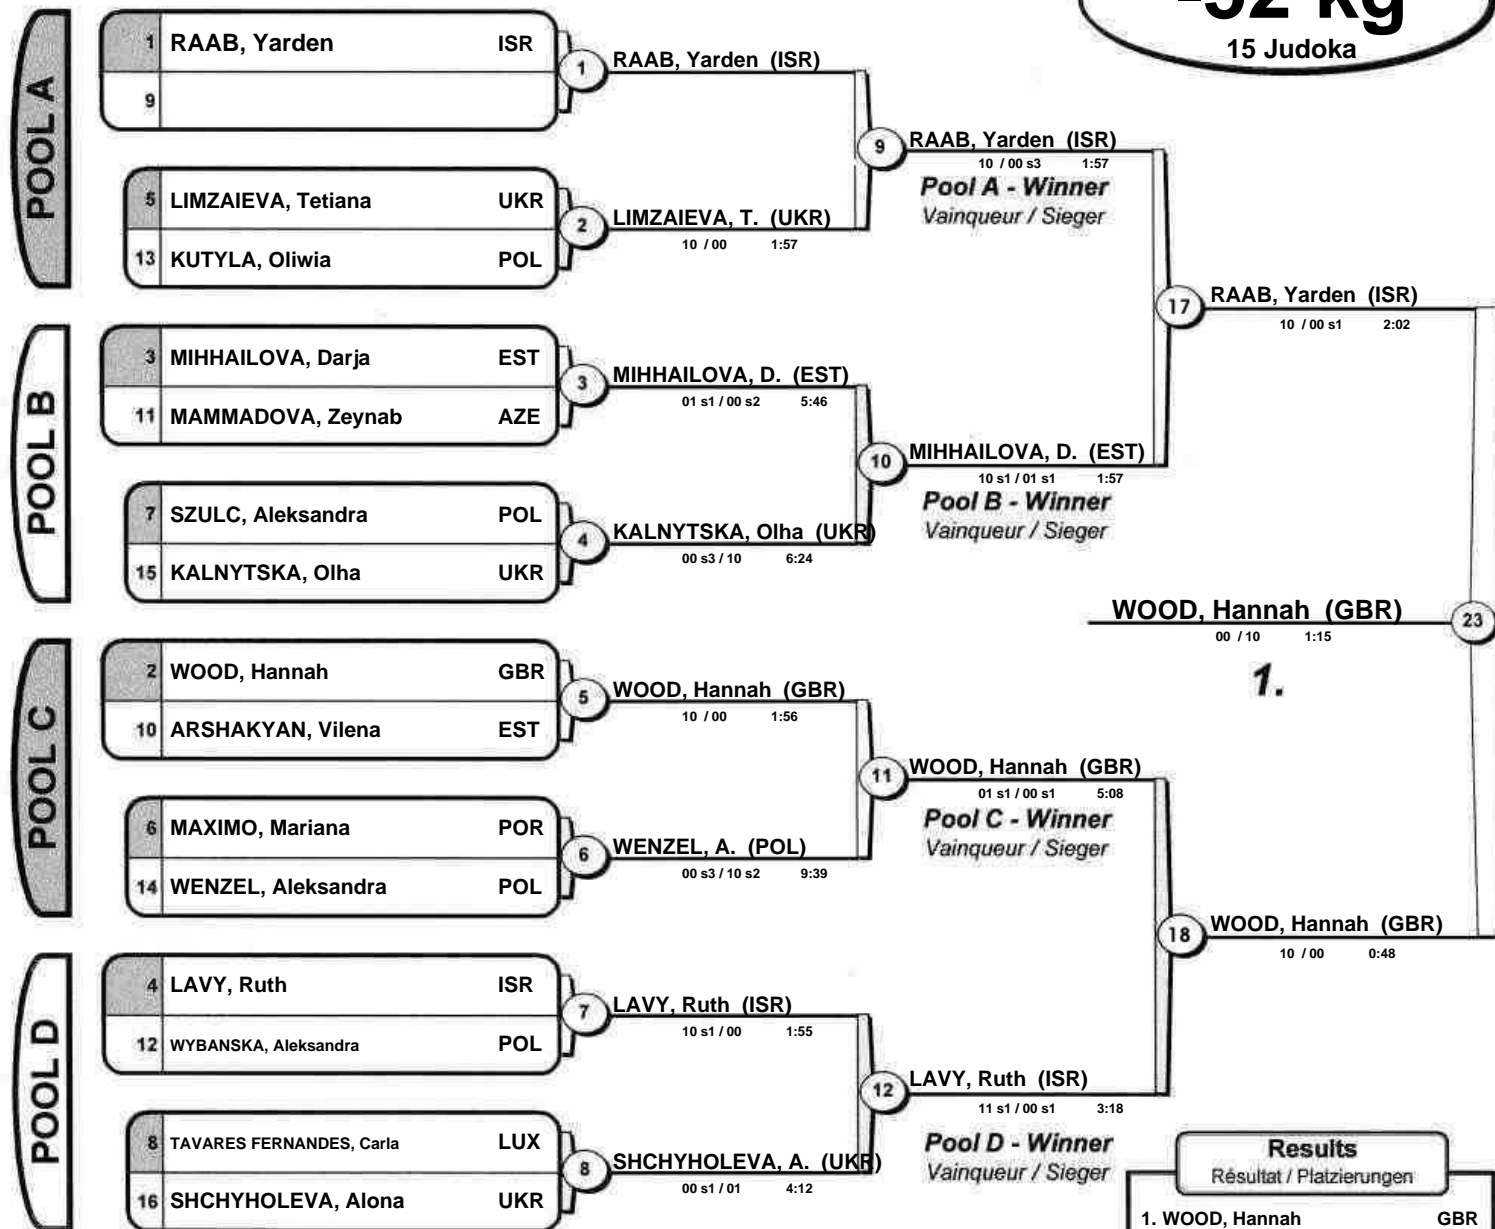 -52 kg
15 Judoka
POOL A
1 RAAB, Yarden ISR
9
1 RAAB, Yarden (ISR)
5 LIMZAIEVA, Tetiana UKR
13 KUTYLA, Oliwia POL
2 LIMZAIEVA, T. (UKR)
10 / 00 1:57
9 RAAB, Yarden (ISR)
10 / 00 s3 1:57
Pool A - Winner
Vainqueur / Sieger
POOL B
3 MIHHAILOVA, Darja EST
11 MAMMADOVA, Zeynab AZE
3 MIHHAILOVA, D. (EST)
01 s1 / 00 s2 5:46
7 SZULC, Aleksandra POL
15 KALNYTSKA, Olha UKR
4 KALNYTSKA, Olha (UKR)
00 s3 / 10 6:24
10 MIHHAILOVA, D. (EST)
10 s1 / 01 s1 1:57
Pool B - Winner
Vainqueur / Sieger
17 RAAB, Yarden (ISR)
10 / 00 s1 2:02
WOOD, Hannah (GBR) 23
00 / 10 1:15
1.
POOL C
2 WOOD, Hannah GBR
10 ARSHAKYAN, Vilena EST
5 WOOD, Hannah (GBR)
10 / 00 1:56
6 MAXIMO, Mariana POR
14 WENZEL, Aleksandra POL
6 WENZEL, A. (POL)
00 s3 / 10 s2 9:39
11 WOOD, Hannah (GBR)
01 s1 / 00 s1 5:08
Pool C - Winner
Vainqueur / Sieger
POOL D
4 LAVY, Ruth ISR
12 WYBANSKA, Aleksandra POL
7 LAVY, Ruth (ISR)
10 s1 / 00 1:55
8 TAVARES FERNANDES, Carla LUX
16 SHCHYHOLEVA, Alona UKR
8 SHCHYHOLEVA, A. (UKR)
00 s1 / 01 4:12
12 LAVY, Ruth (ISR)
11 s1 / 00 s1 3:18
Pool D - Winner
Vainqueur / Sieger
18 WOOD, Hannah (GBR)
10 / 00 0:48
Results
Résultat / Platzierungen
1. WOOD, Hannah GBR